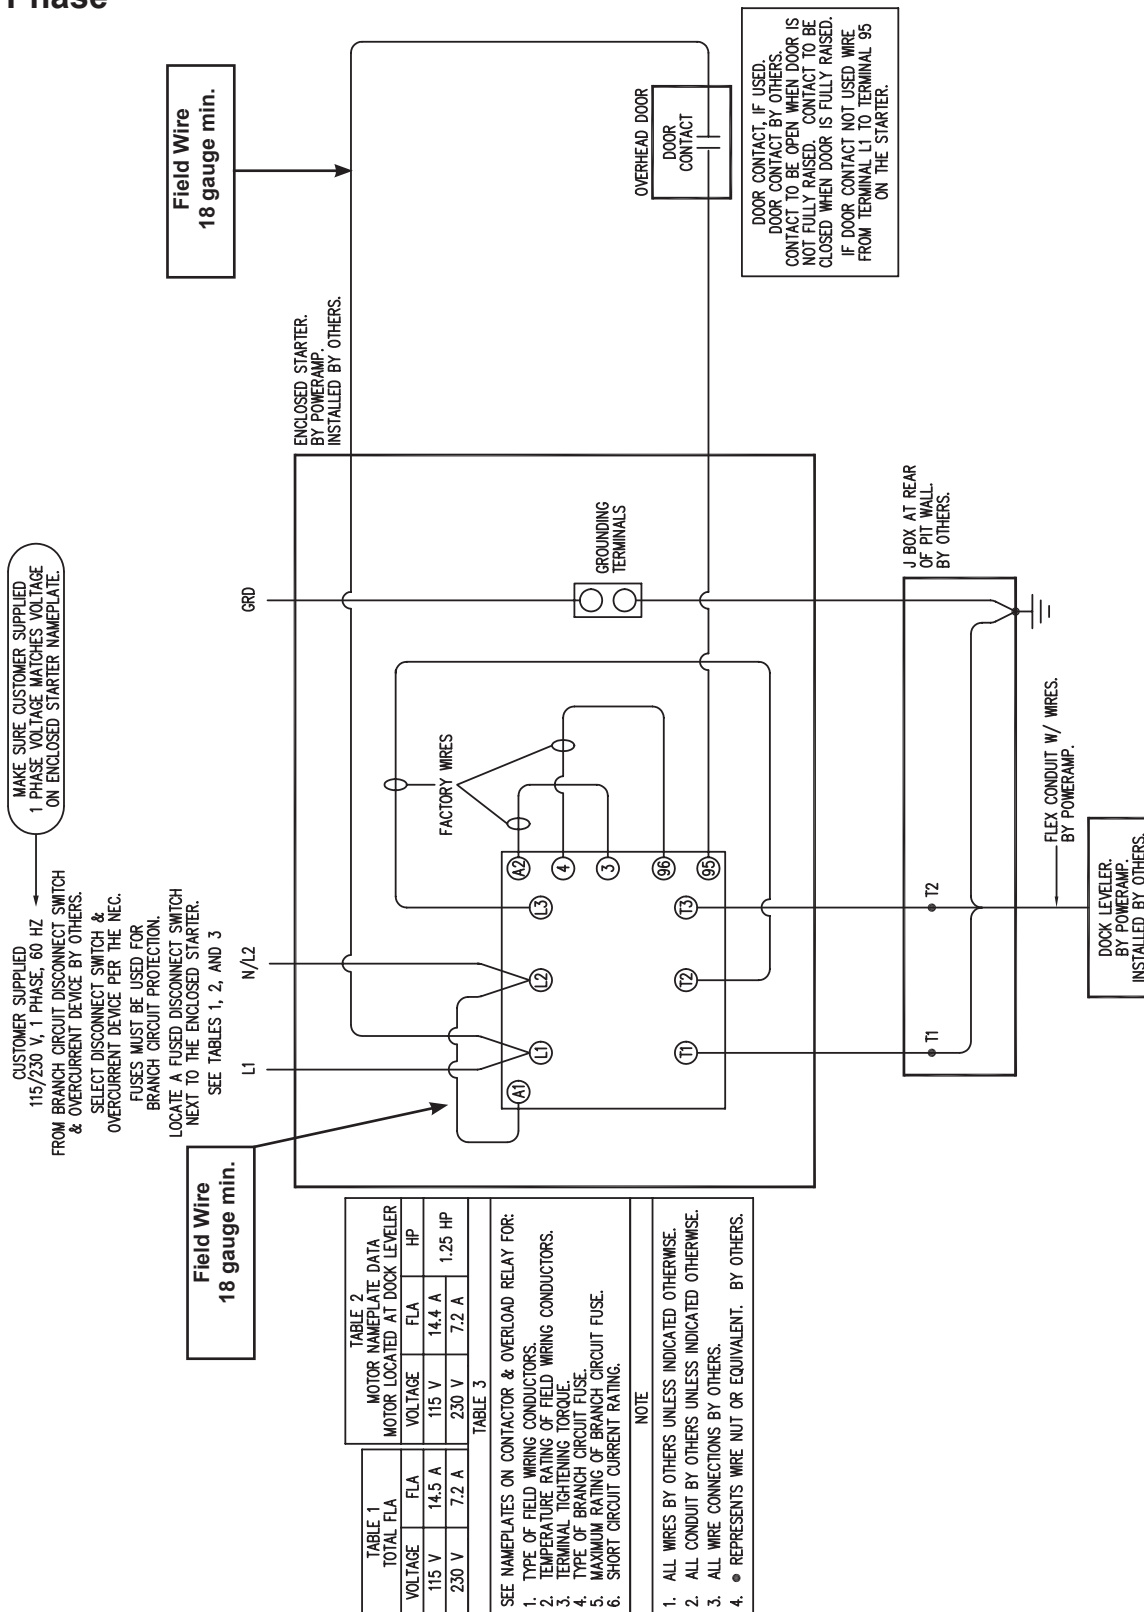 Phase
MAKE SURE CUSTOMER SUPPLIED
1 PHASE VOLTAGE MATCHES VOLTAGE
ON ENCLOSED STARTER NAMEPLATE.
CUSTOMER SUPPLIED
115/230 V, 1 PHASE, 60 HZ
FROM BRANCH CIRCUIT DISCONNECT SWITCH
& OVERCURRENT DEVICE BY OTHERS.
SELECT DISCONNECT SWITCH &
OVERCURRENT DEVICE PER THE NEC.
FUSES MUST BE USED FOR
BRANCH CIRCUIT PROTECTION.
LOCATE A FUSED DISCONNECT SWITCH
NEXT TO THE ENCLOSED STARTER.
SEE TABLES 1, 2, AND 3
L1
N/L2
GRD
Field Wire
18 gauge min.
Field Wire
18 gauge min.
ENCLOSED STARTER.
BY POWERAMP.
INSTALLED BY OTHERS.
OVERHEAD DOOR
DOOR
CONTACT
DOOR CONTACT, IF USED.
DOOR CONTACT BY OTHERS.
CONTACT TO BE OPEN WHEN DOOR IS
NOT FULLY RAISED. CONTACT TO BE
CLOSED WHEN DOOR IS FULLY RAISED.
IF DOOR CONTACT NOT USED WIRE
FROM TERMINAL L1 TO TERMINAL 95
ON THE STARTER.
FACTORY WIRES
GROUNDING
TERMINALS
A1
L1
L2
L3
A2
4
3
96
95
T1
T2
T3
J BOX AT REAR
OF PIT WALL.
BY OTHERS.
T1
T2
FLEX CONDUIT W/ WIRES.
BY POWERAMP.
DOCK LEVELER.
BY POWERAMP.
INSTALLED BY OTHERS.
TABLE 1
TOTAL FLA
VOLTAGE FLA
115 V 14.5 A
230 V 7.2 A
TABLE 2
MOTOR NAMEPLATE DATA
MOTOR LOCATED AT DOCK LEVELER
VOLTAGE FLA HP
115 V 14.4 A 1.25 HP
230 V 7.2 A
TABLE 3
SEE NAMEPLATES ON CONTACTOR & OVERLOAD RELAY FOR:
1. TYPE OF FIELD WIRING CONDUCTORS.
2. TEMPERATURE RATING OF FIELD WIRING CONDUCTORS.
3. TERMINAL TIGHTENING TORQUE.
4. TYPE OF BRANCH CIRCUIT FUSE.
5. MAXIMUM RATING OF BRANCH CIRCUIT FUSE.
6. SHORT CIRCUIT CURRENT RATING.
NOTE
1. ALL WIRES BY OTHERS UNLESS INDICATED OTHERWISE.
2. ALL CONDUIT BY OTHERS UNLESS INDICATED OTHERWISE.
3. ALL WIRE CONNECTIONS BY OTHERS.
4. ● REPRESENTS WIRE NUT OR EQUIVALENT. BY OTHERS.